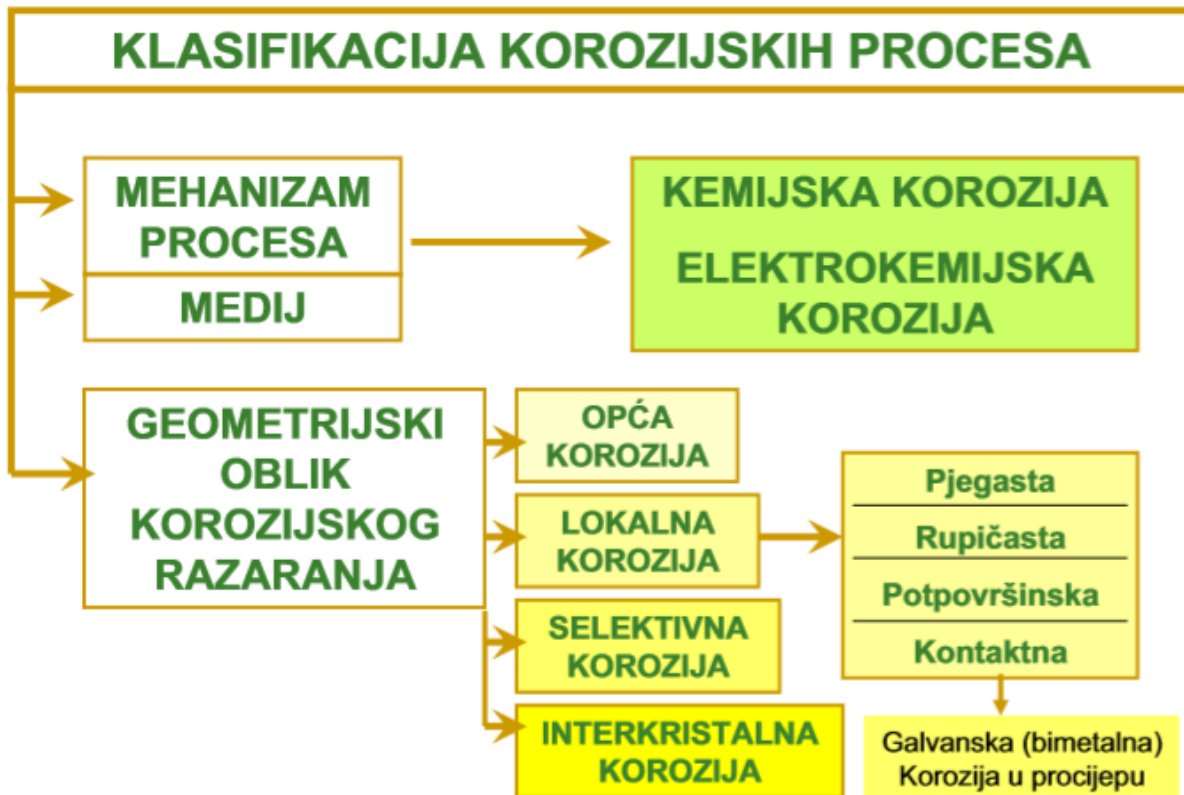 KLASIFIKACIJA KOROZIJSKIH PROCESA
MEHANIZAM
PROCESA
MEDIJ
KEMIJSKA KOROZIJA
ELEKTROKEMIJSKA
KOROZIJA
GEOMETRIJSKI
OBLIK
KOROZIJSKOG
RAZARANJA
OPĆA
KOROZIJA
LOKALNA
KOROZIJA
SELEKTIVNA
KOROZIJA
INTERKRISTALNA
KOROZIJA
Pjegasta
Rupičasta
Potpovršinska
Kontaktna
Galvanska (bimetalna)
Korozija u procijepu